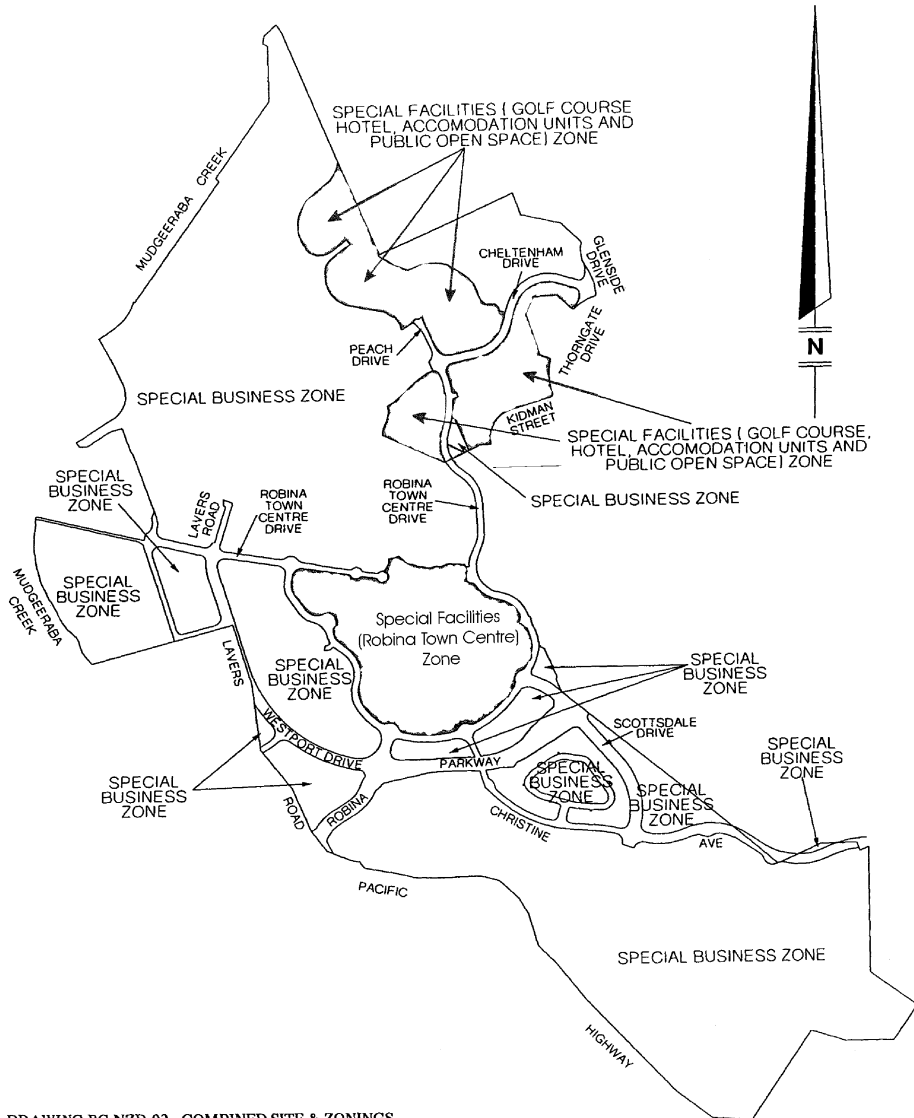 SPECIAL FACILITIES ( GOLF COURSE
HOTEL, ACCOMODATION UNITS AND
PUBLIC OPEN SPACE) ZONE
MUDGEERABA CREEK
CHELTENHAM
DRIVE
GLENSIDE
DRIVE
THORNGATE
DRIVE
N
PEACH
DRIVE
SPECIAL BUSINESS ZONE
KIDMAN
STREET
SPECIAL FACILITIES ( GOLF COURSE,
HOTEL, ACCOMODATION UNITS AND
PUBLIC OPEN SPACE) ZONE
SPECIAL
BUSINESS
ZONE
LAVERS
ROAD
ROBINA
TOWN
CENTRE
DRIVE
ROBINA
TOWN
CENTRE
DRIVE
SPECIAL BUSINESS ZONE
MUDGEERABA
CREEK
SPECIAL
BUSINESS
ZONE
Special Facilities
(Robina Town Centre)
Zone
LAVERS
SPECIAL
BUSINESS
ZONE
SPECIAL
BUSINESS
ZONE
WESTPORT DRIVE
SCOTTSDALE
DRIVE
PARKWAY
SPECIAL
BUSINESS
ZONE
SPECIAL
BUSINESS
ZONE
SPECIAL
BUSINESS
ZONE
SPECIAL
BUSINESS
ZONE
ROAD
ROBINA
CHRISTINE
AVE
PACIFIC
SPECIAL BUSINESS ZONE
HIGHWAY
DRAWING BC NZD 02 COMBINED SITE & ZONINGS